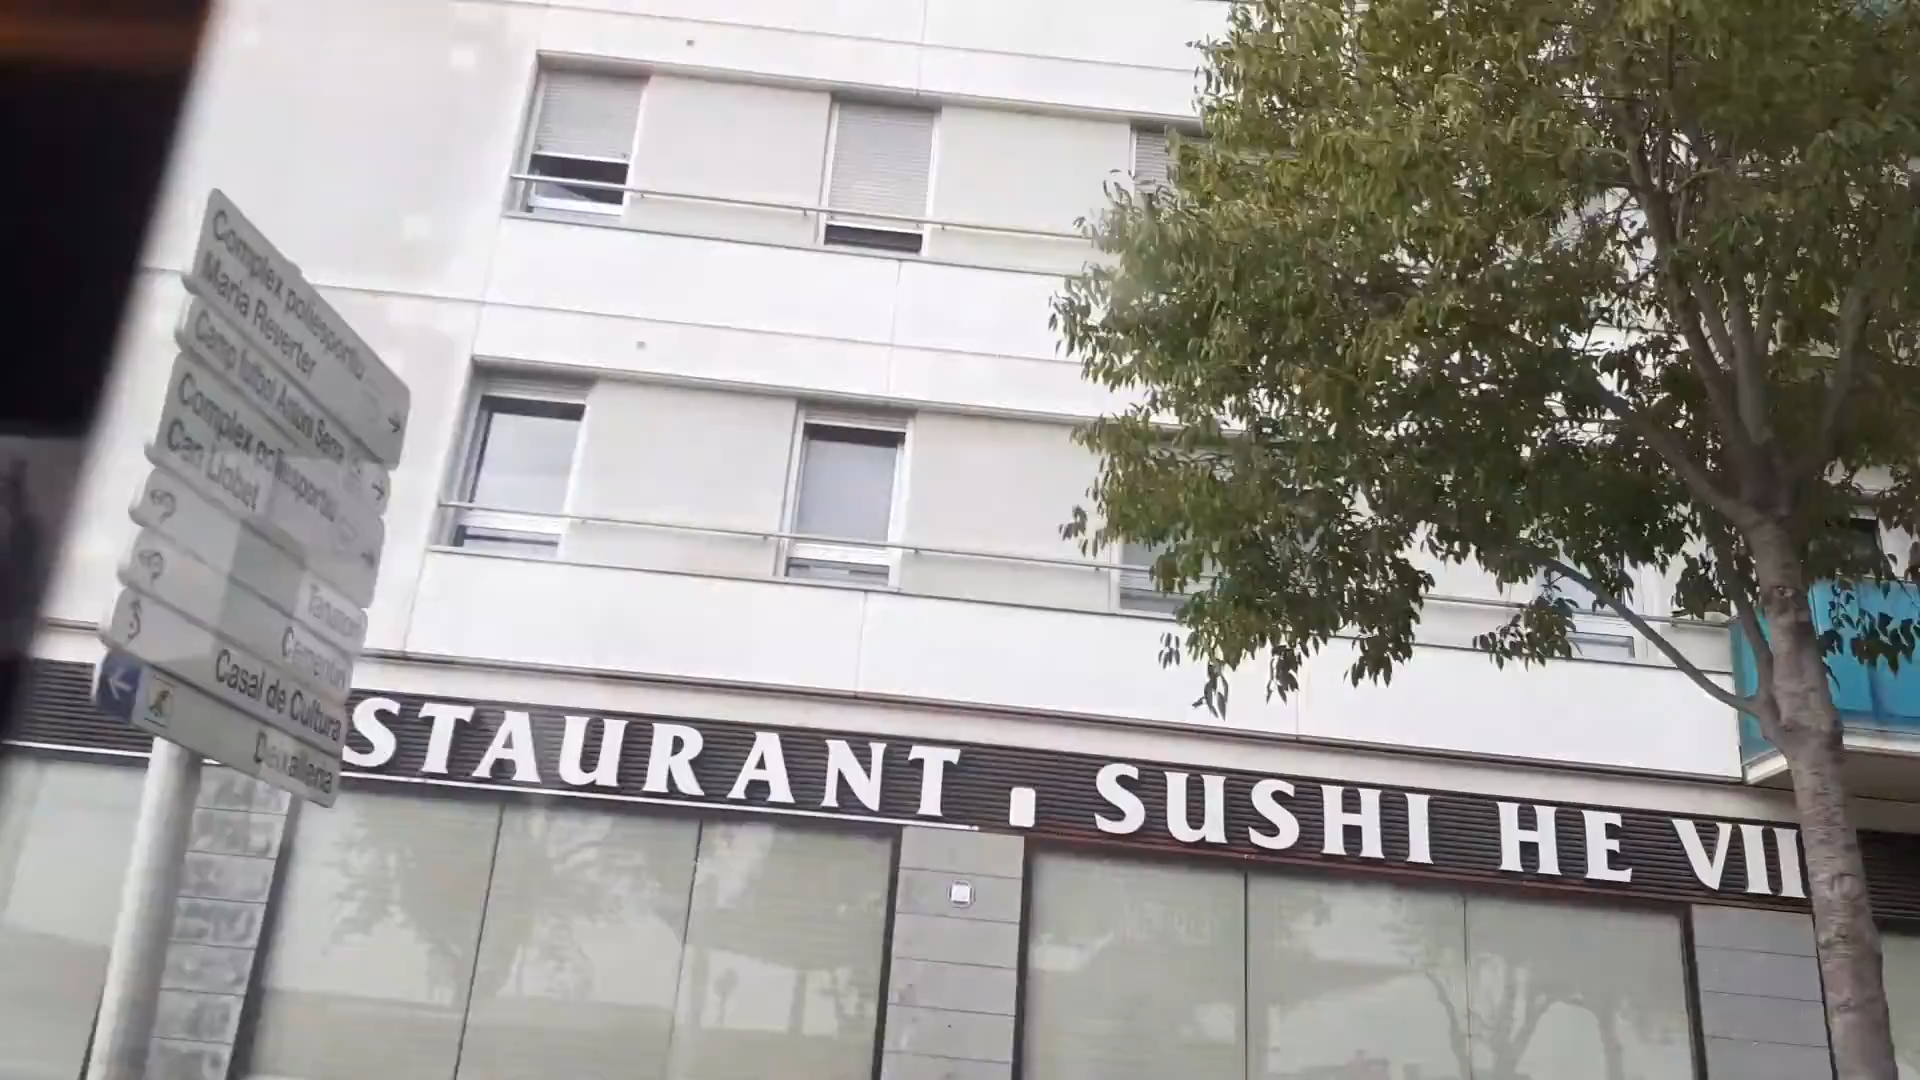 Complex poliesportiu
Maria Reverter
Camp futbol Antoni Serra
Complex poliesportiu
Can Llobet
Tanatori
Cementiri
Casal de Cultura
Deixalleria
STAURANT . SUSHI HE VII